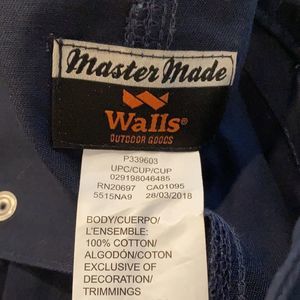 Master Made
Walls®
OUTDOOR GOODS
P339603
UPC/CUP/CUP
029198046485
RN20697 CA01095
5515NA9 28/03/2018
BODY/CUERPO/
L'ENSEMBLE:
100% COTTON/
ALGODÓN/COTON
EXCLUSIVE OF
DECORATION/
TRIMMINGS